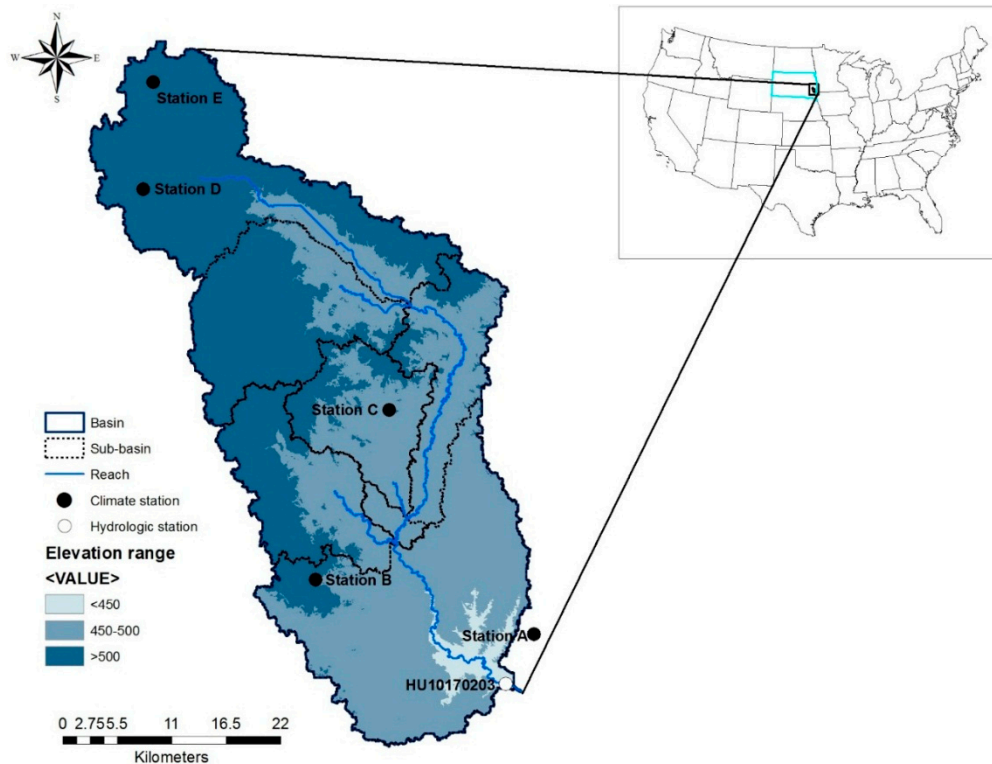 N
W
E
S
Station E
Station D
Station C
Station B
Station A
HU10170203
Basin
Sub-basin
Reach
Climate station
Hydrologic station
Elevation range
<VALUE>
<450
450-500
>500
0 2.75 5.5 11 16.5 22
Kilometers